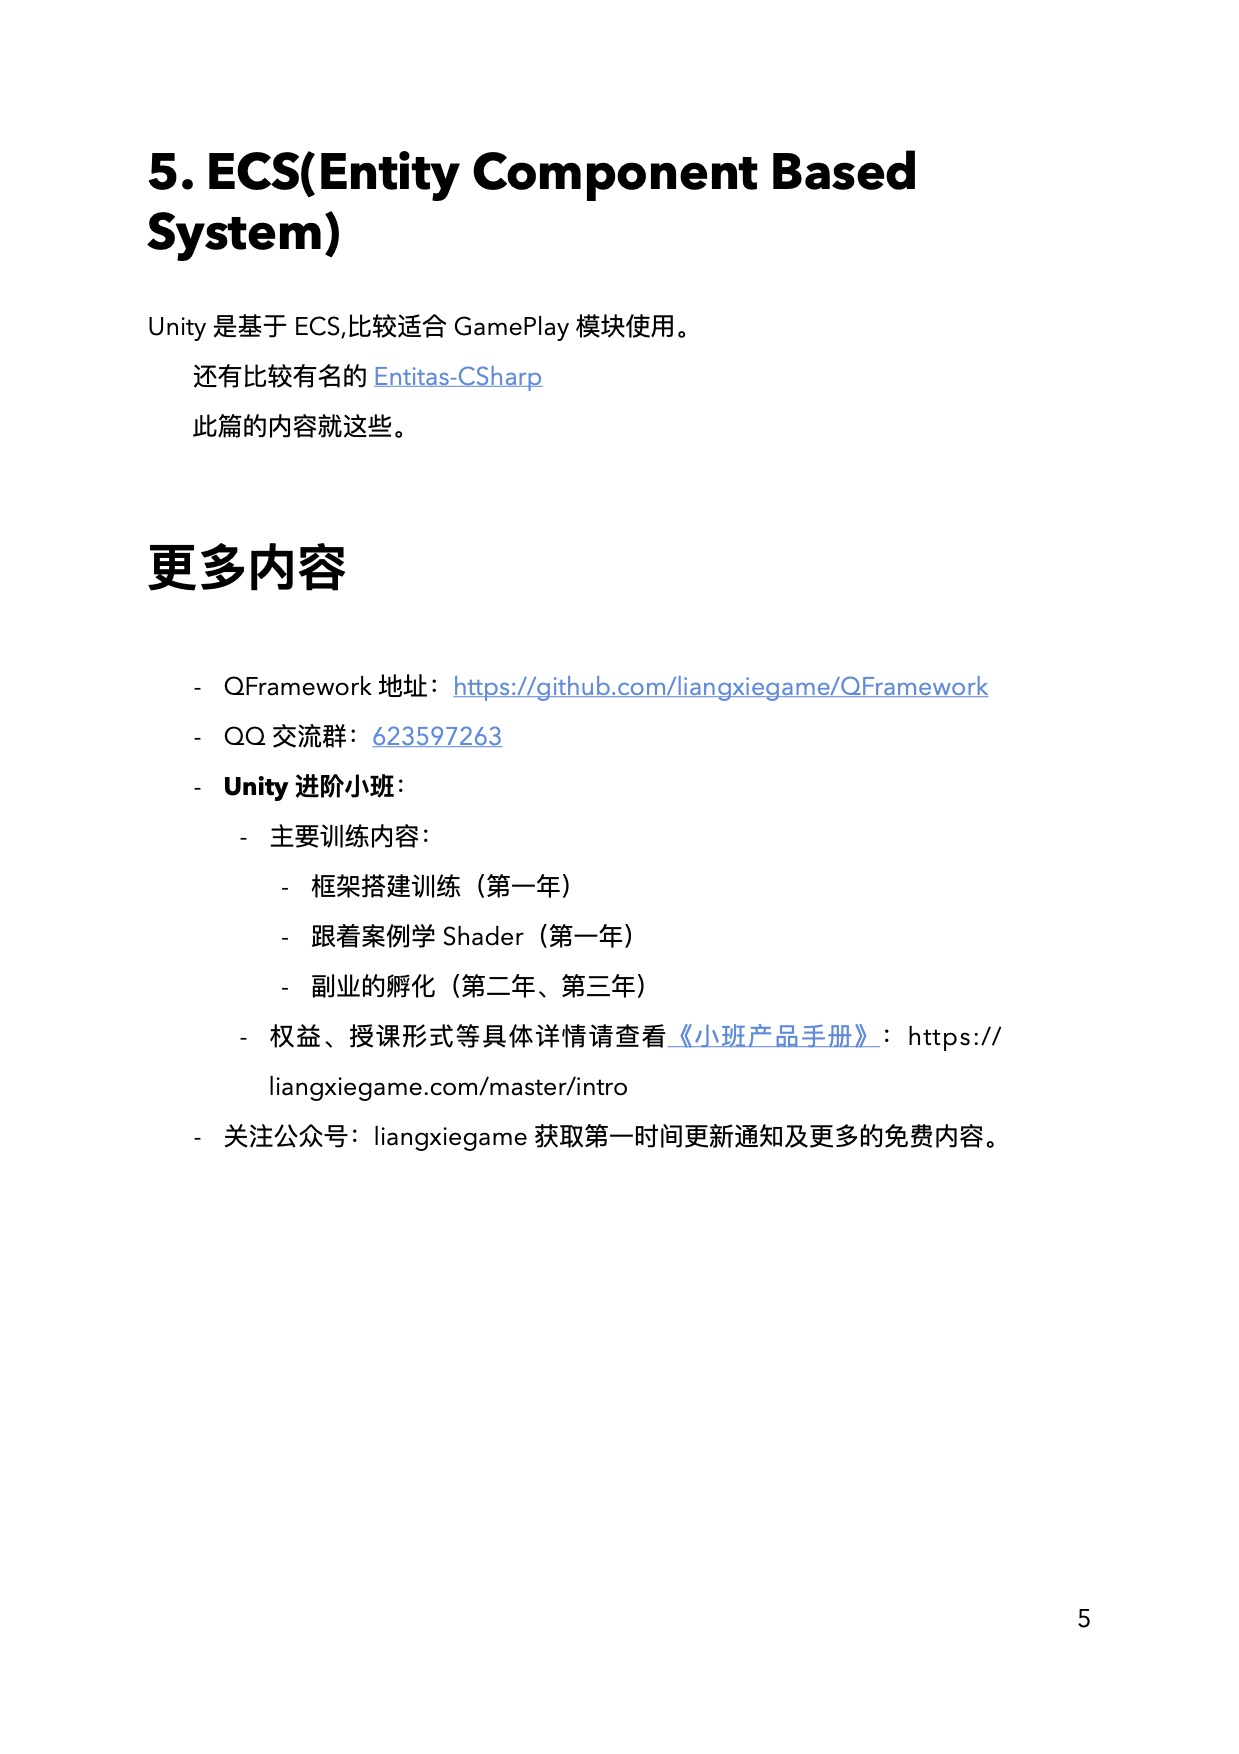 5. ECS(Entity Component Based
System)
Unity 是基于 ECS,比较适合 GamePlay 模块使用。
还有比较有名的 Entitas-CSharp
此篇的内容就这些。
更多内容
- QFramework 地址：https://github.com/liangxiegame/QFramework
- QQ 交流群：623597263
- Unity 进阶小班：
- 主要训练内容：
- 框架搭建训练（第一年）
- 跟着案例学 Shader（第一年）
- 副业的孵化（第二年、第三年）
- 权益、授课形式等具体详情请查看《小班产品手册》：https://
liangxiegame.com/master/intro
- 关注公众号：liangxiegame 获取第一时间更新通知及更多的免费内容。
5